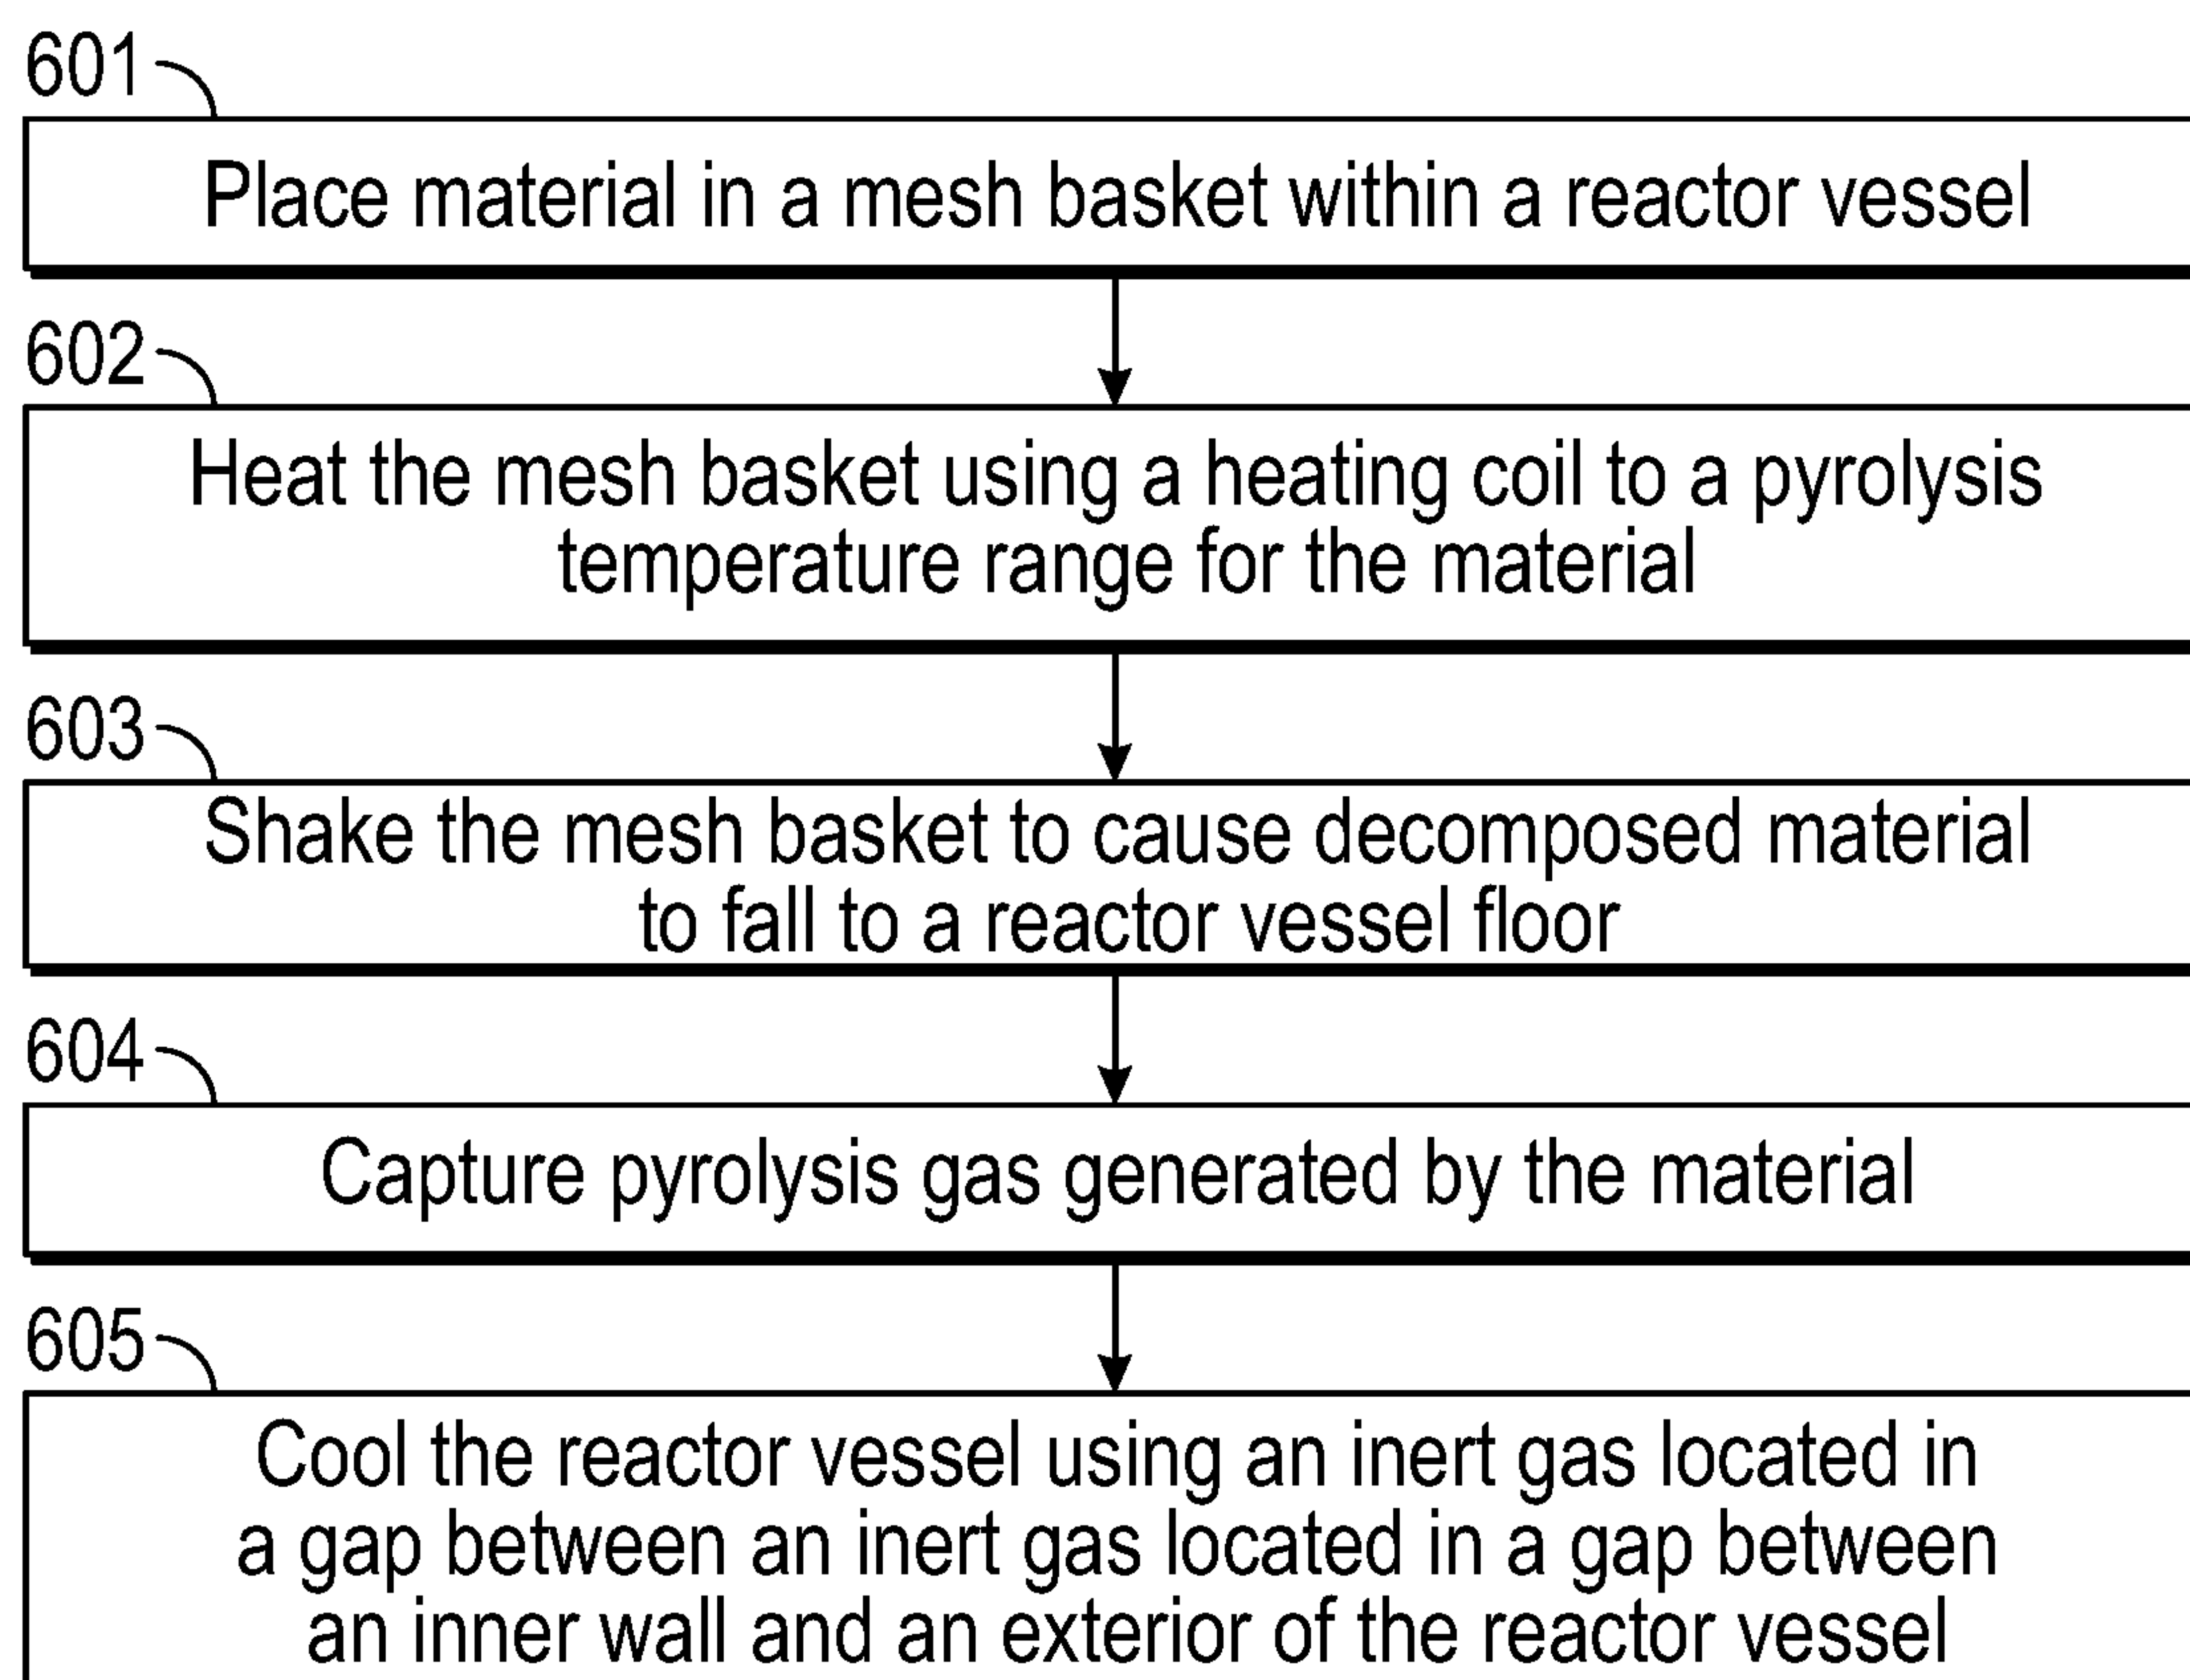 601
Place material in a mesh basket within a reactor vessel
602
Heat the mesh basket using a heating coil to a pyrolysis
temperature range for the material
603
Shake the mesh basket to cause decomposed material
to fall to a reactor vessel floor
604
Capture pyrolysis gas generated by the material
605
Cool the reactor vessel using an inert gas located in
a gap between an inert gas located in a gap between
an inner wall and an exterior of the reactor vessel